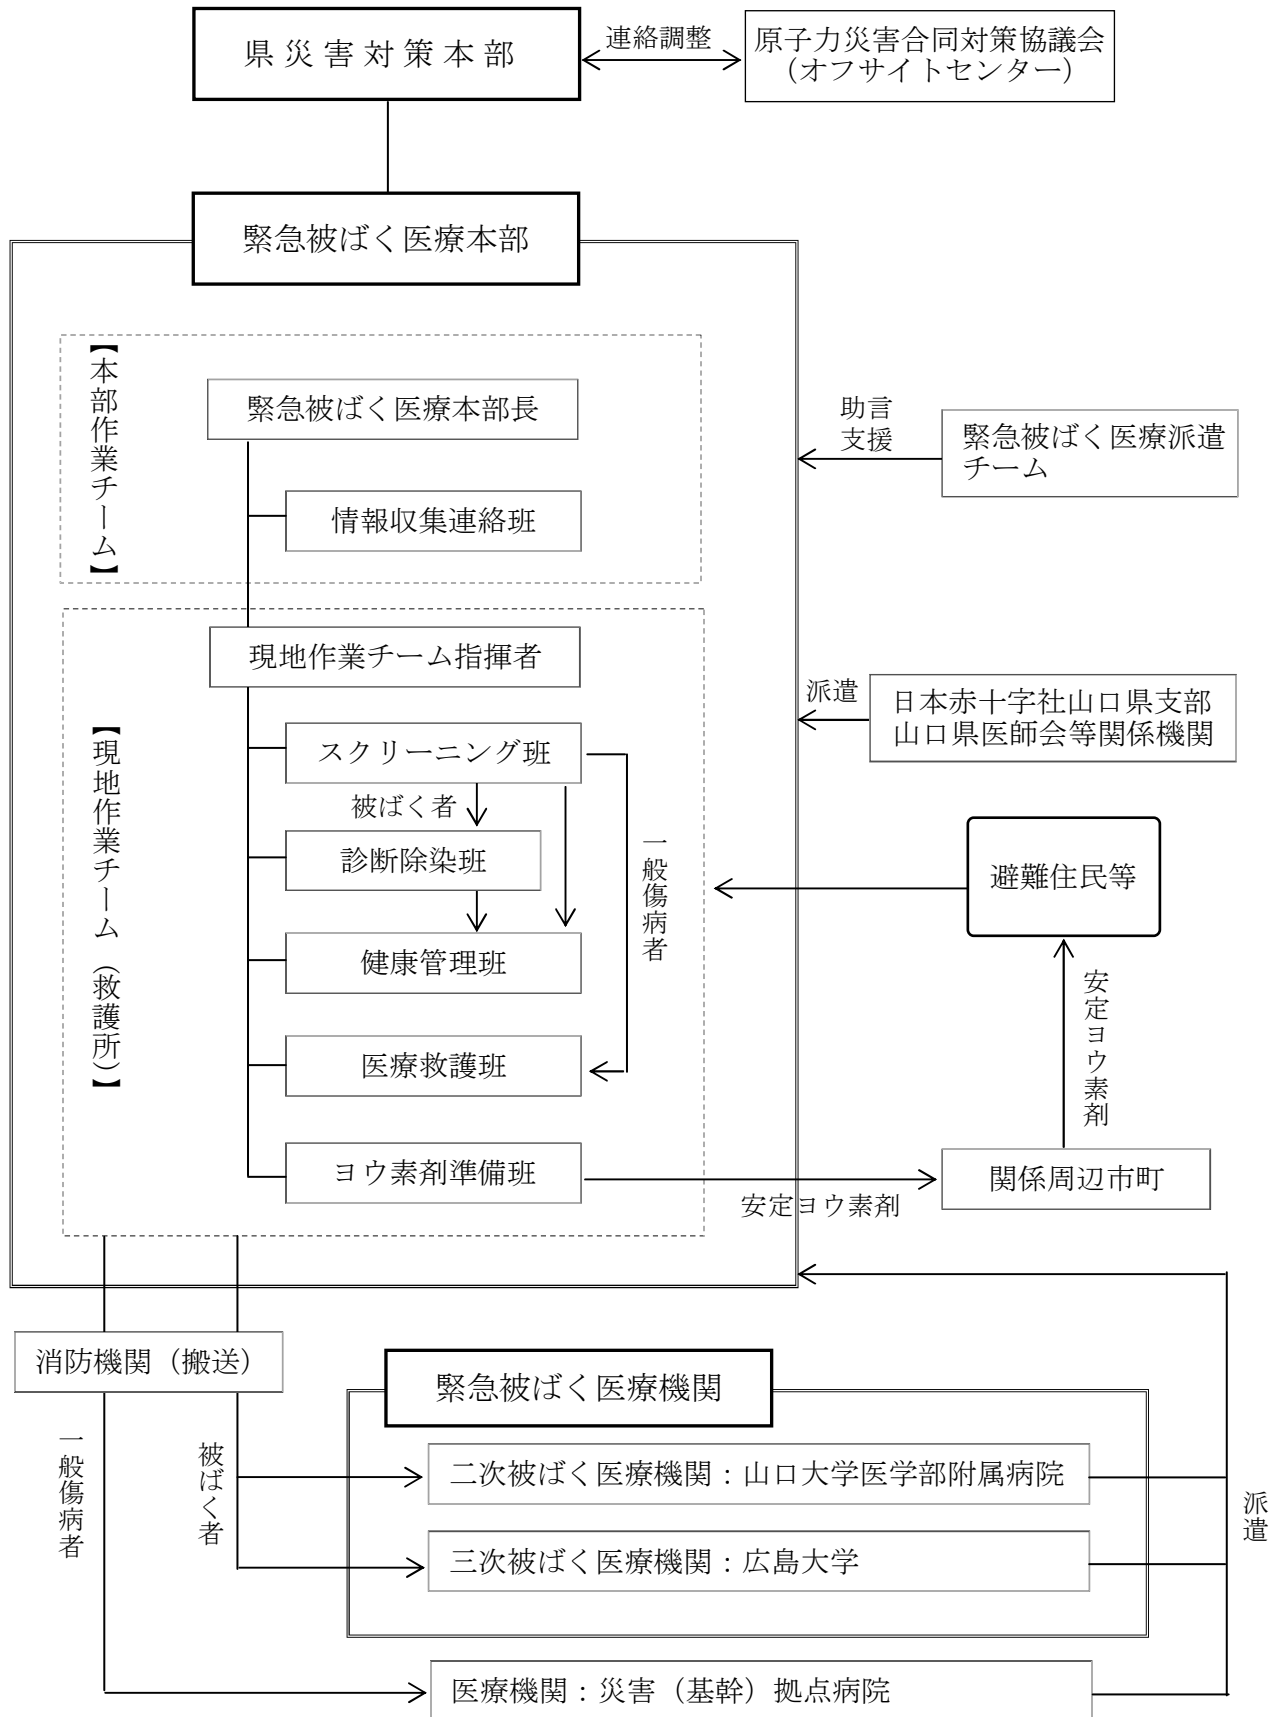 県災害対策本部
連絡調整
原子力災害合同対策協議会
（オフサイトセンター）
緊急被ばく医療本部
【本部作業チーム】
緊急被ばく医療本部長
情報収集連絡班
助言
支援
緊急被ばく医療派遣
チーム
【現地作業チーム（救護所）】
現地作業チーム指揮者
派遣
日本赤十字社山口県支部
山口県医師会等関係機関
スクリーニング班
被ばく者
診断除染班
一般傷病者
避難住民等
健康管理班
医療救護班
安定ヨウ素剤
ヨウ素剤準備班
安定ヨウ素剤
関係周辺市町
消防機関（搬送）
緊急被ばく医療機関
一般傷病者
被ばく者
二次被ばく医療機関：山口大学医学部附属病院
三次被ばく医療機関：広島大学
派遣
医療機関：災害（基幹）拠点病院